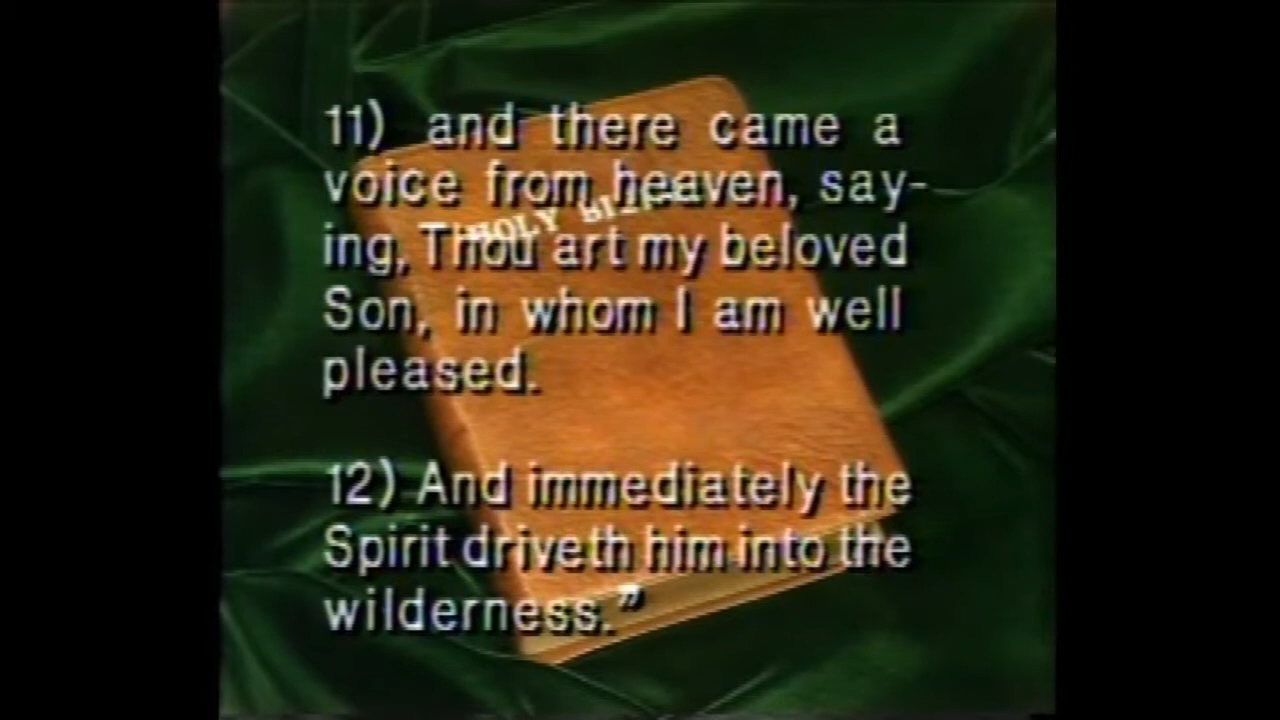 11) and there came a
voice from heaven, say-
ing, Thou art my beloved
Son, in whom I am well
pleased.
12) And immediately the
Spirit driveth him into the
wilderness.”
HOLY